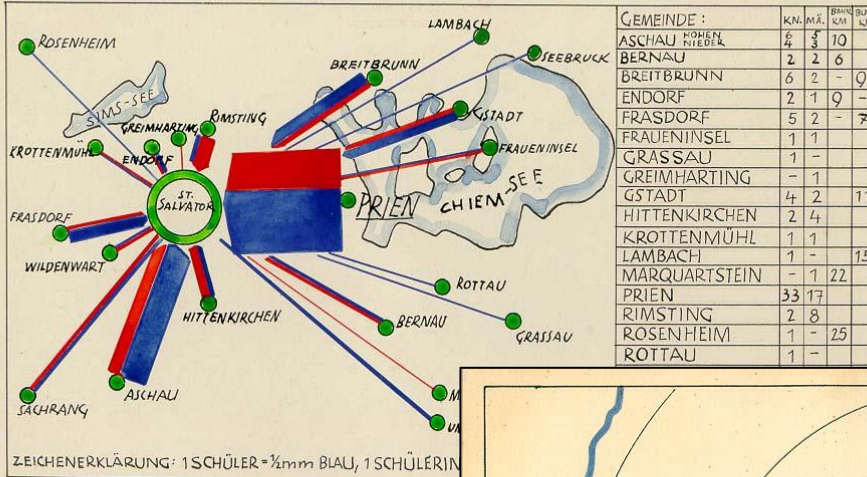 ROSENHEIM
LAMBACH
SEEBRUCK
BREITBRUNN
SIMS-SEE
GREIMHARTING
RIMSTING
GSTADT
KROTTENMÜHL
ENDORF
FRAUENINSEL
ST. SALVATOR
PRIEN
CHIEM-SEE
FRASDORF
WILDENWART
ROTTAU
HITTENKIRCHEN
BERNAU
GRASSAU
SACHRANG
ASCHAU
ZEICHENERKLÄRUNG: 1 SCHÜLER = ½mm BLAU, 1 SCHÜLERIN
GEMEINDE: KN. MÄ. BAHN KM
ASCHAU HOHEN 6 5 10
NIEDER 4 3
BERNAU 2 2 6
BREITBRUNN 6 2 - 9
ENDORF 2 1 9 -
FRASDORF 5 2 - 7
FRAUENINSEL 1 1
GRASSAU 1 -
GREIMHARTING - 1
GSTADT 4 2
HITTENKIRCHEN 2 4
KROTTENMÜHL 1 1
LAMBACH 1 - 15
MARQUARTSTEIN - 1 22
PRIEN 33 17
RIMSTING 2 8
ROSENHEIM 1 - 25
ROTTAU 1 -